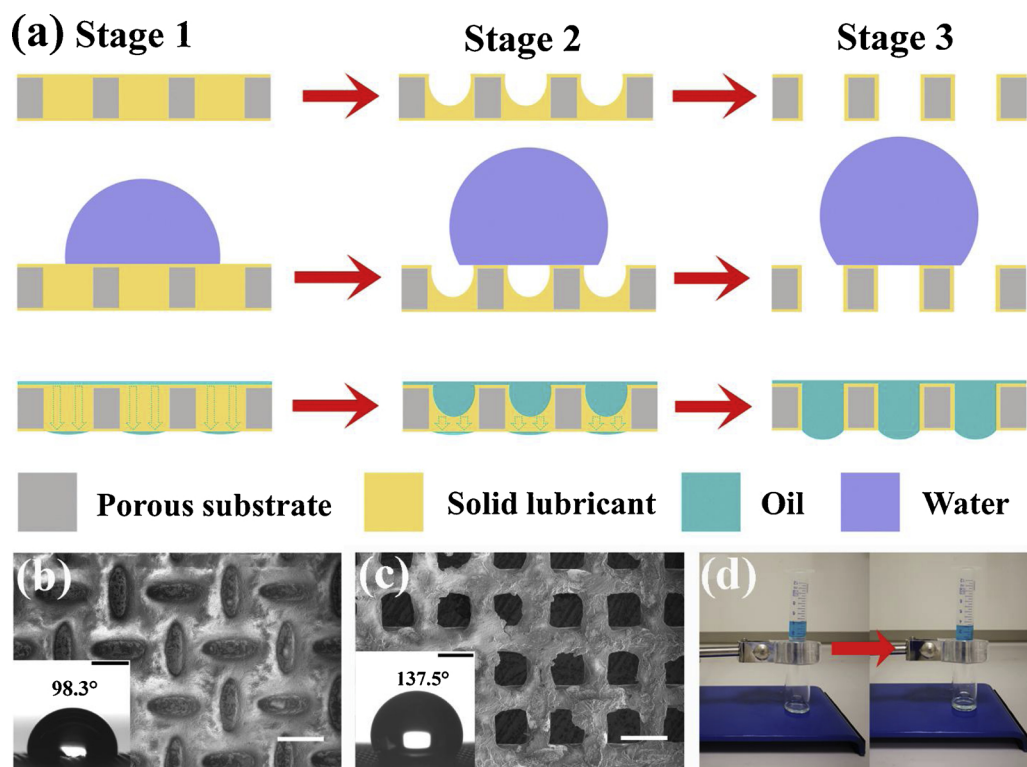 (a) Stage 1 Stage 2 Stage 3
Porous substrate Solid lubricant Oil Water
(b) (c) (d)
98.3° 137.5°